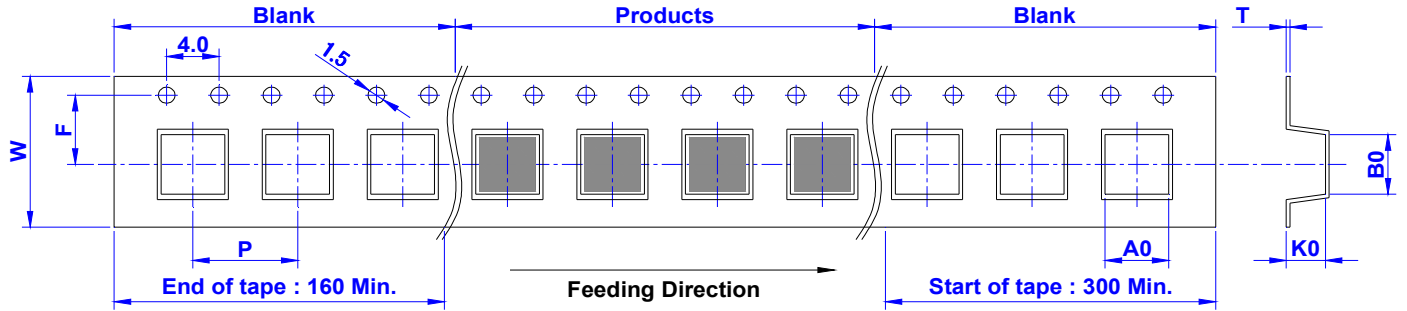 Blank
Products
Blank
T
4.0
1.5
F
W
B0
P
A0
K0
End of tape : 160 Min.
Feeding Direction
Start of tape : 300 Min.